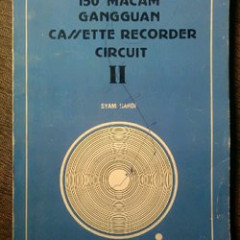 150 MACAM
GANGGUAN
CASSETTE RECORDER
CIRCUIT
II